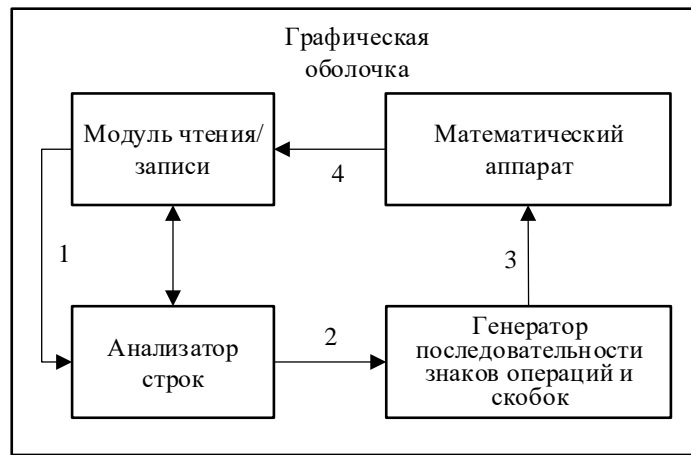 Графическая
оболочка
Модуль чтения/
записи
Математический
аппарат
4
1
3
Анализатор
строк
2
Генератор
последовательности
знаков операций и
скобок